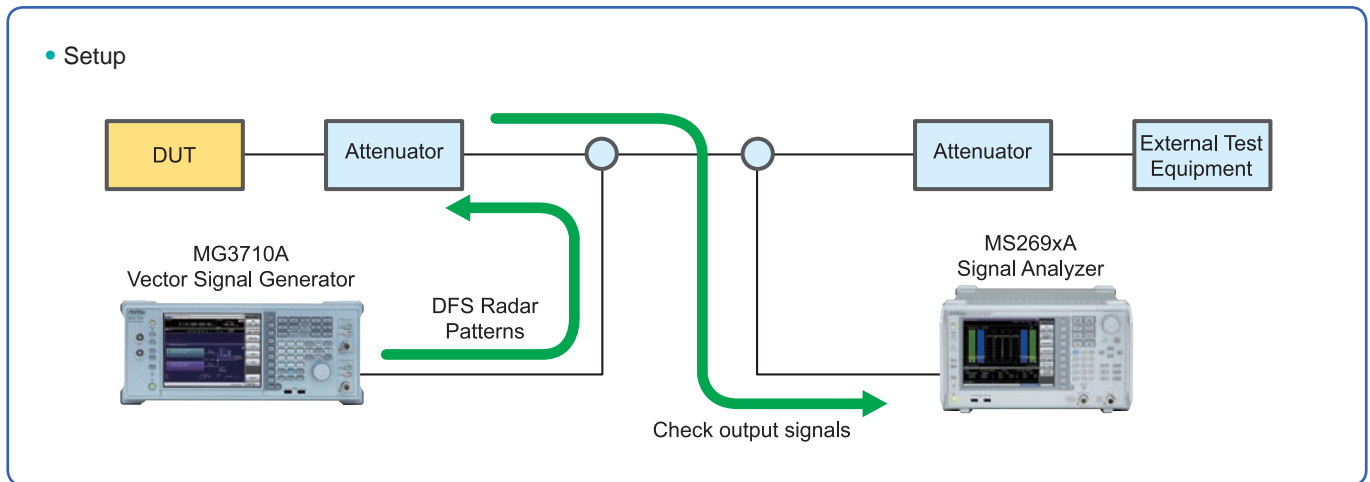 • Setup
DUT
Attenuator
Attenuator
External Test
Equipment
MG3710A
Vector Signal Generator
MS269xA
Signal Analyzer
DFS Radar
Patterns
Check output signals